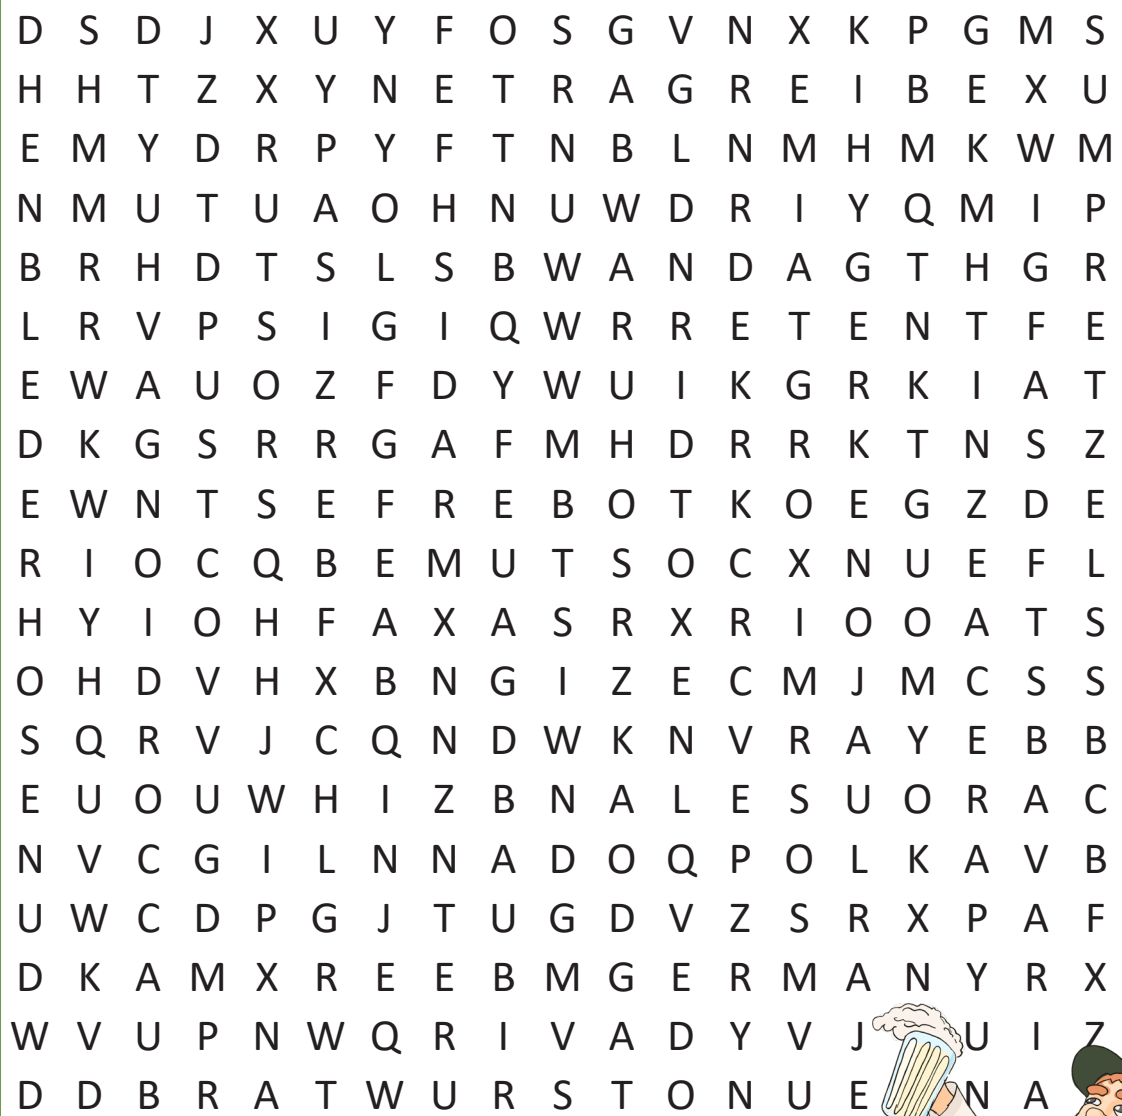 D S D J X U Y F O S G V N X K P G M S
H H T Z X Y N E T R A G R E I B E X U
E M Y D R P Y F T N B L N M H M K W M
N M U T U A O H N U W D R I Y Q M I P
B R H D T S L S B W A N D A G T H G R
L R V P S I G I Q W R R E T E N T F E
E W A U O Z F D Y W U I K G R K I A T
D K G S R R G A F M H D R R K T N S Z
E W N T S E F R E B O T K O E G Z D E
R I O C Q B E M U T S O C X N U E F L
H Y I O H F A X A S R X R I O O A T S
O H D V H X B N G I Z E C M J M C S S
S Q R V J C Q N D W K N V R A Y E B B
E U O U W H I Z B N A L E S U O R A C
N V C G I L N N A D O Q P O L K A V B
U W C D P G J T U G D V Z S R X P A F
D K A M X R E E B M G E R M A N Y R X
W V U P N W Q R I V A D Y V J U I Z
D D B R A T W U R S T O N U E N A